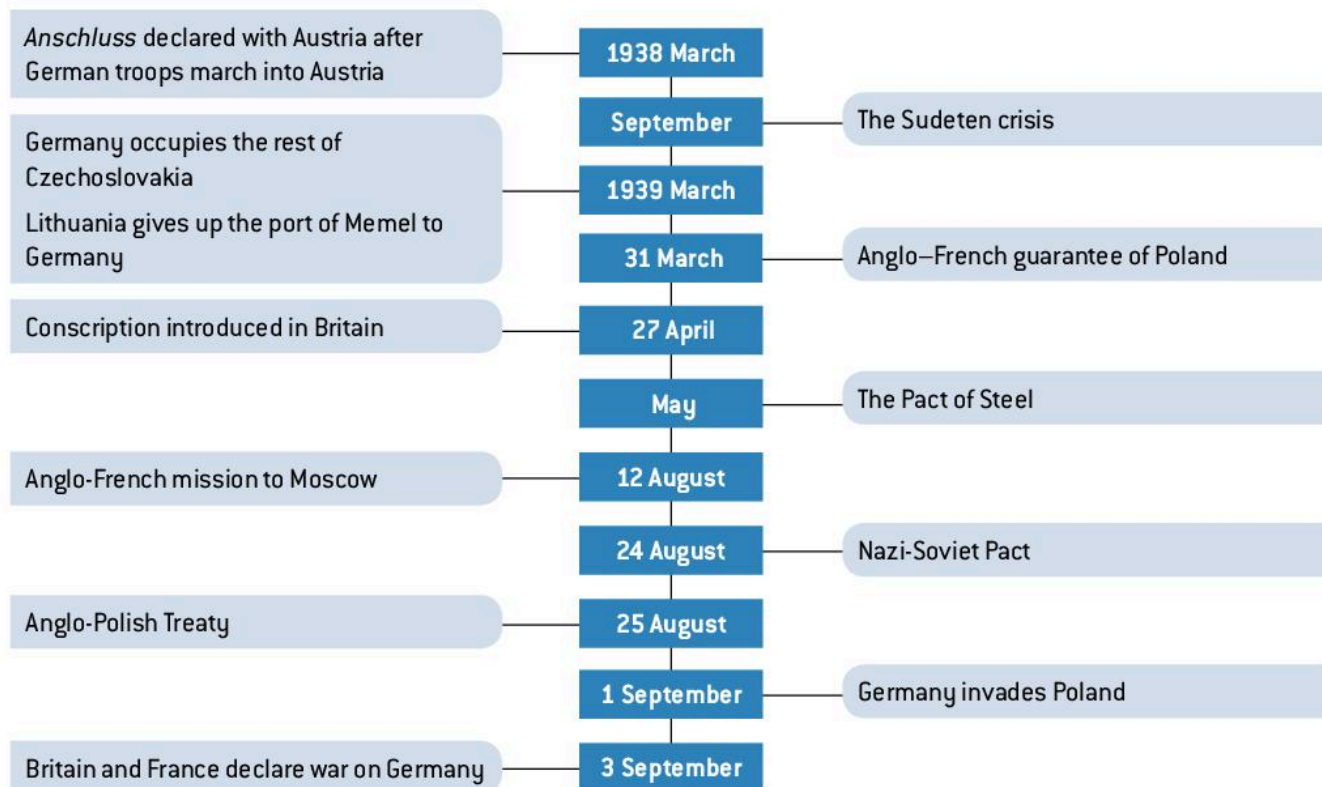 Anschluss declared with Austria after
German troops march into Austria
1938 March
September
The Sudeten crisis
Germany occupies the rest of
Czechoslovakia
Lithuania gives up the port of Memel to
Germany
1939 March
31 March
Anglo–French guarantee of Poland
Conscription introduced in Britain
27 April
May
The Pact of Steel
Anglo-French mission to Moscow
12 August
24 August
Nazi-Soviet Pact
Anglo-Polish Treaty
25 August
1 September
Germany invades Poland
Britain and France declare war on Germany
3 September